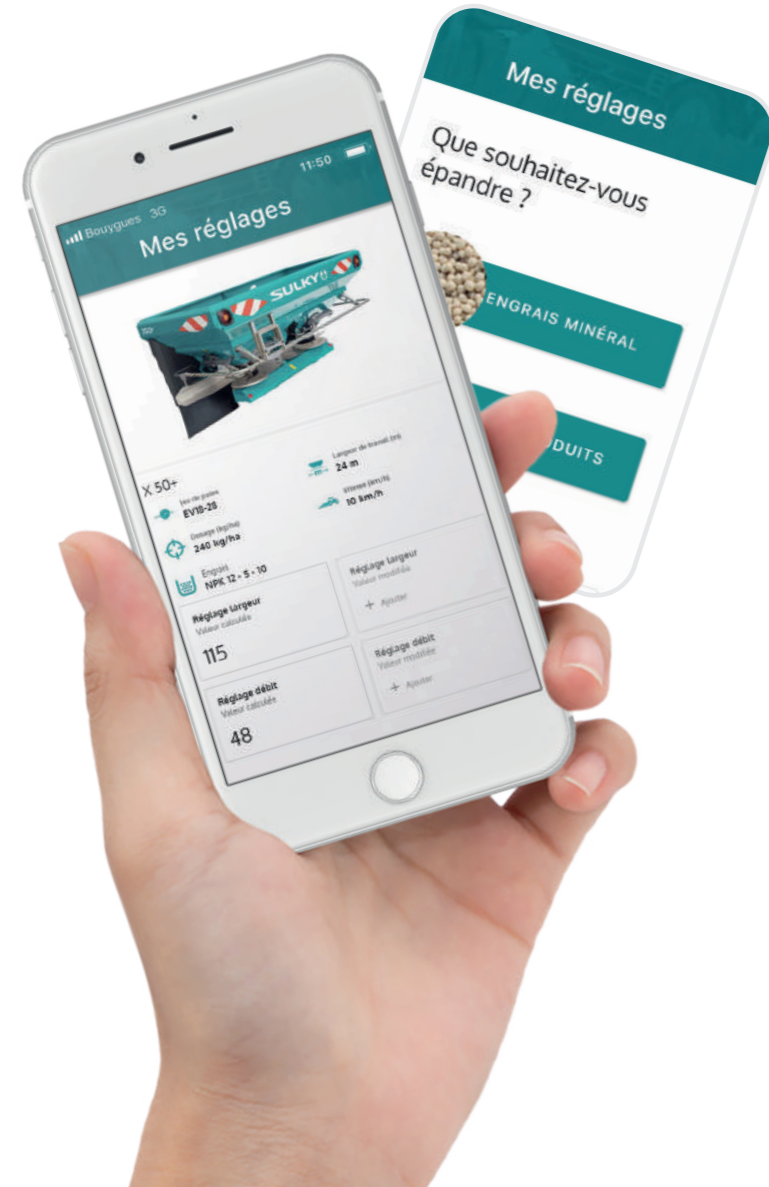 Bouygues 3G
11:50
Mes réglages
SULKY
X 50+
Jeu de pales
EV18-28
Largeur de travail (m)
24 m
Dosage (kg/ha)
240 kg/ha
Vitesse (km/h)
10 km/h
Engrais
NPK 12 - 5 - 10
Réglage largeur
Valeur calculée
115
Réglage largeur
Valeur modifiée
+ Ajouter
Réglage débit
Valeur calculée
48
Réglage débit
Valeur modifiée
+ Ajouter
Mes réglages
Que souhaitez-vous
épandre ?
ENGRAIS MINÉRAL
DUITS